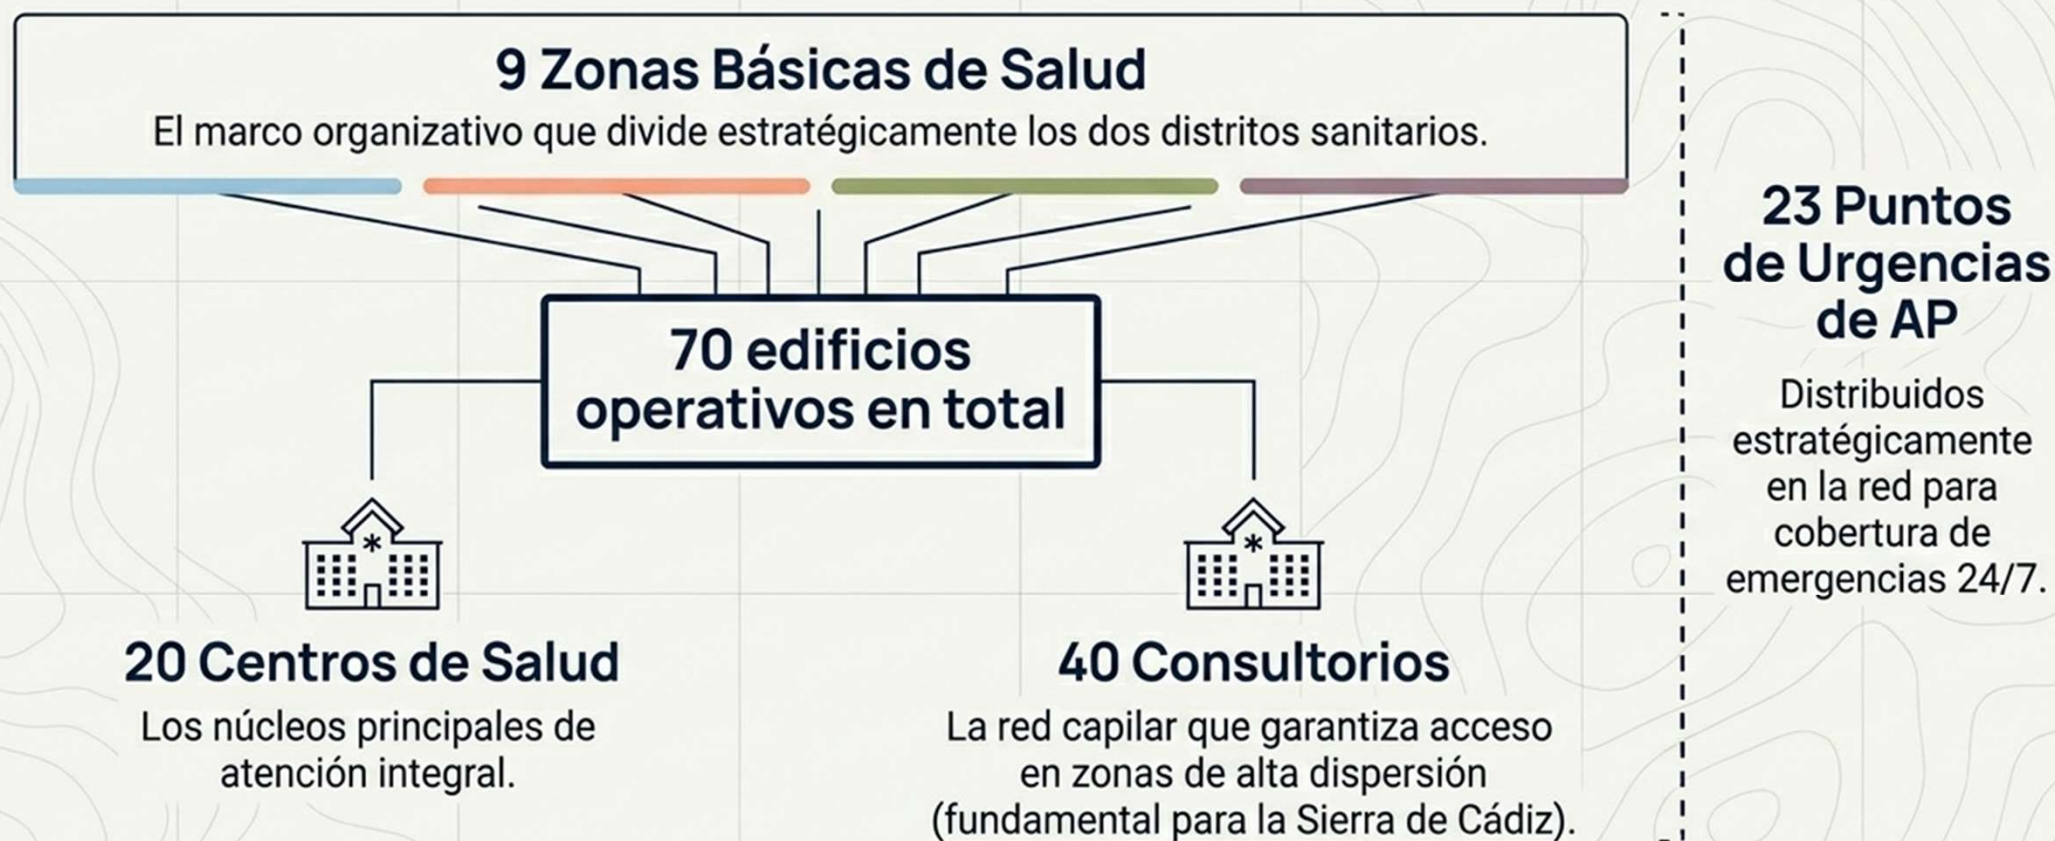 9 Zonas Básicas de Salud
El marco organizativo que divide estratégicamente los dos distritos sanitarios.
70 edificios
operativos en total
20 Centros de Salud
Los núcleos principales de
atención integral.
40 Consultorios
La red capilar que garantiza acceso
en zonas de alta dispersión
(fundamental para la Sierra de Cádiz).
23 Puntos
de Urgencias
de AP
Distribuidos
estratégicamente
en la red para
cobertura de
emergencias 24/7.